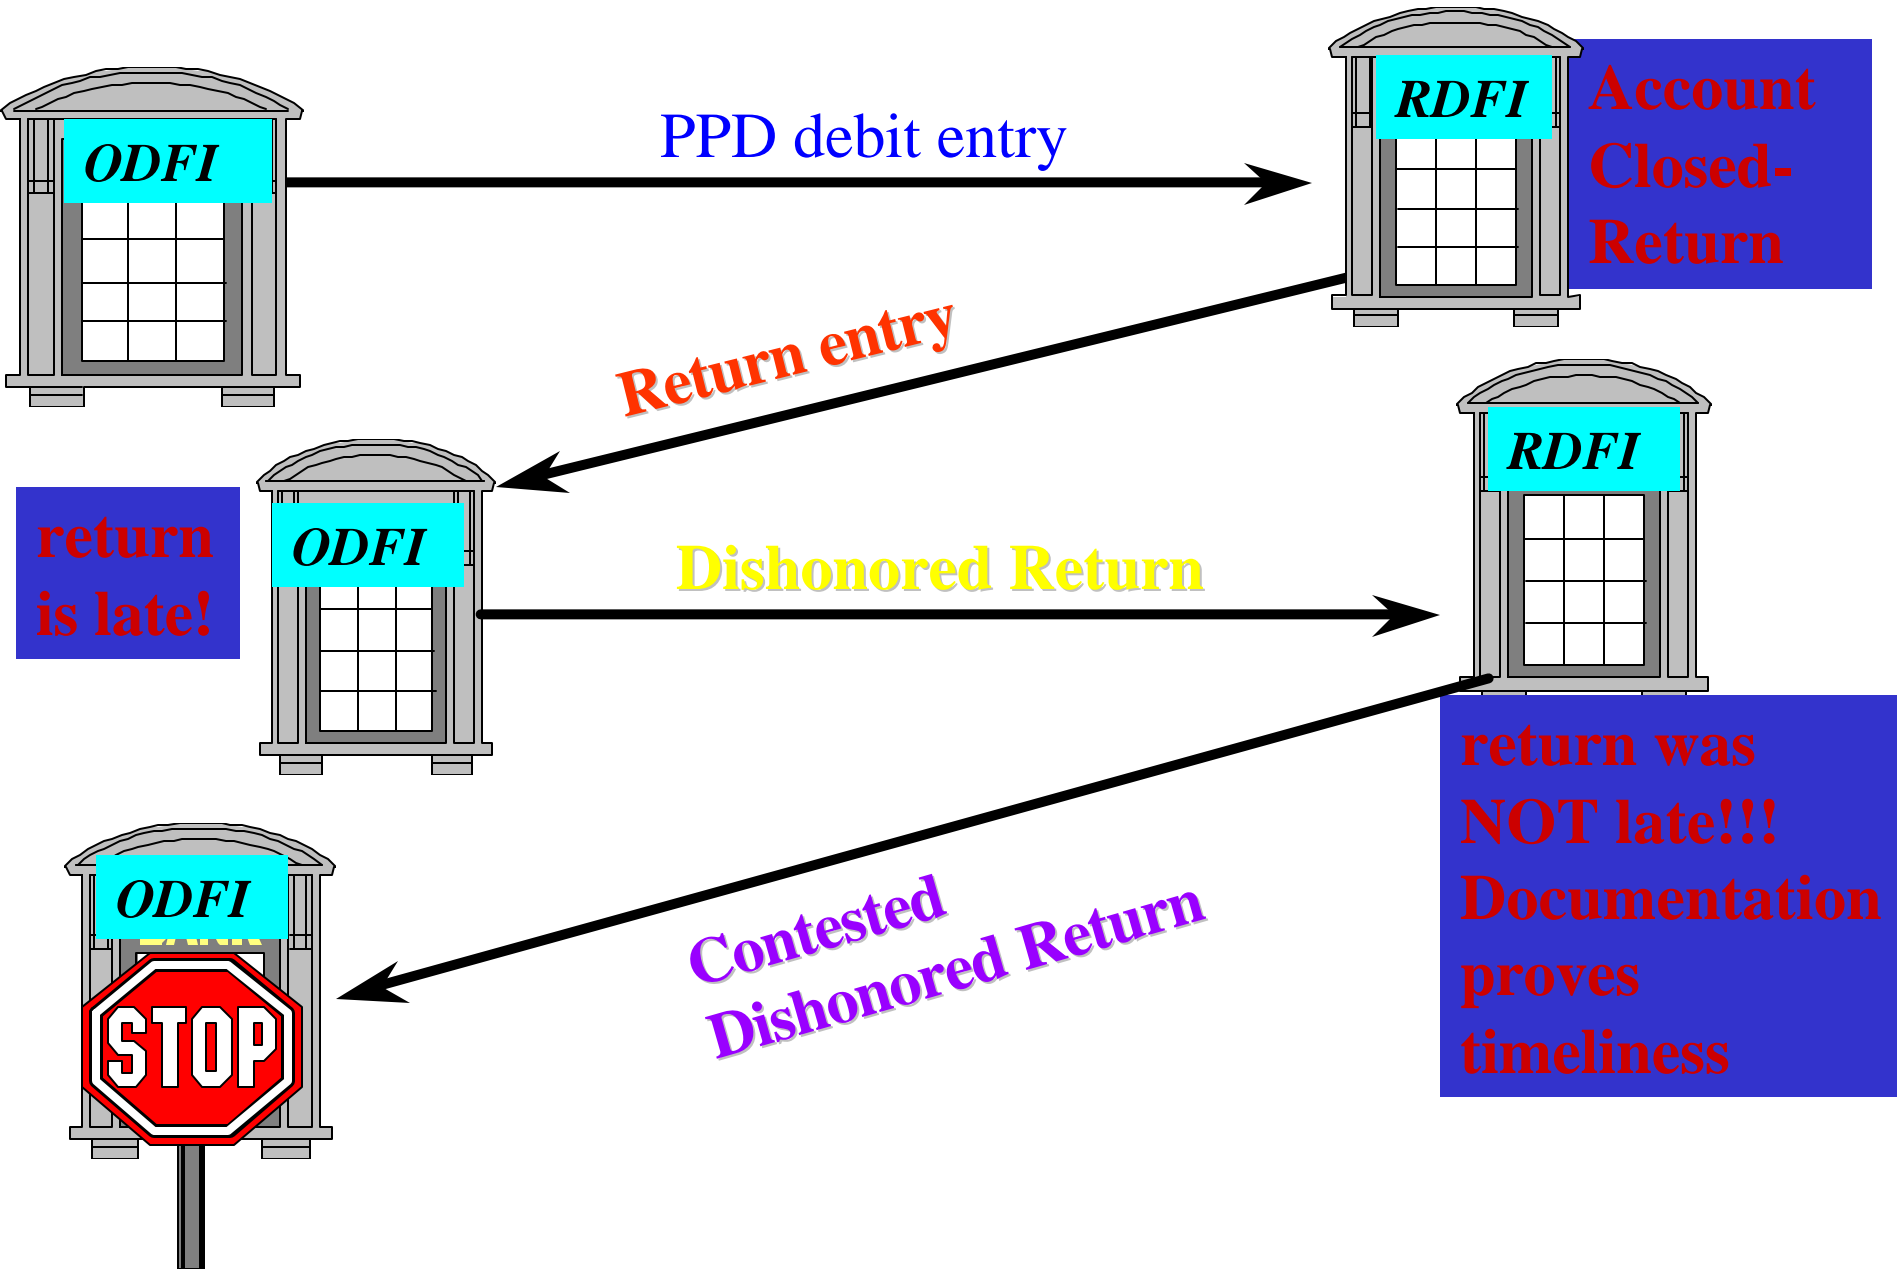 ODFI
PPD debit entry
RDFI
Account
Closed-
Return
Return entry
RDFI
return
is late!
ODFI
Dishonored Return
return was
NOT late!!!
Documentation
proves
timeliness
ODFI
Contested
Dishonored Return
STOP